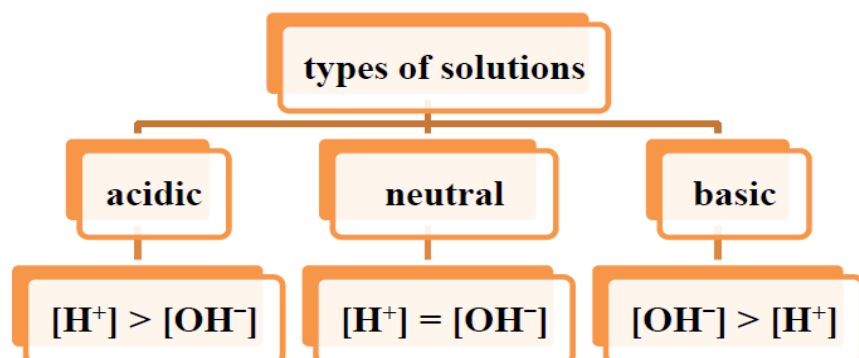 types of solutions
acidic
neutral
basic
[H⁺] > [OH⁻]
[H⁺] = [OH⁻]
[OH⁻] > [H⁺]